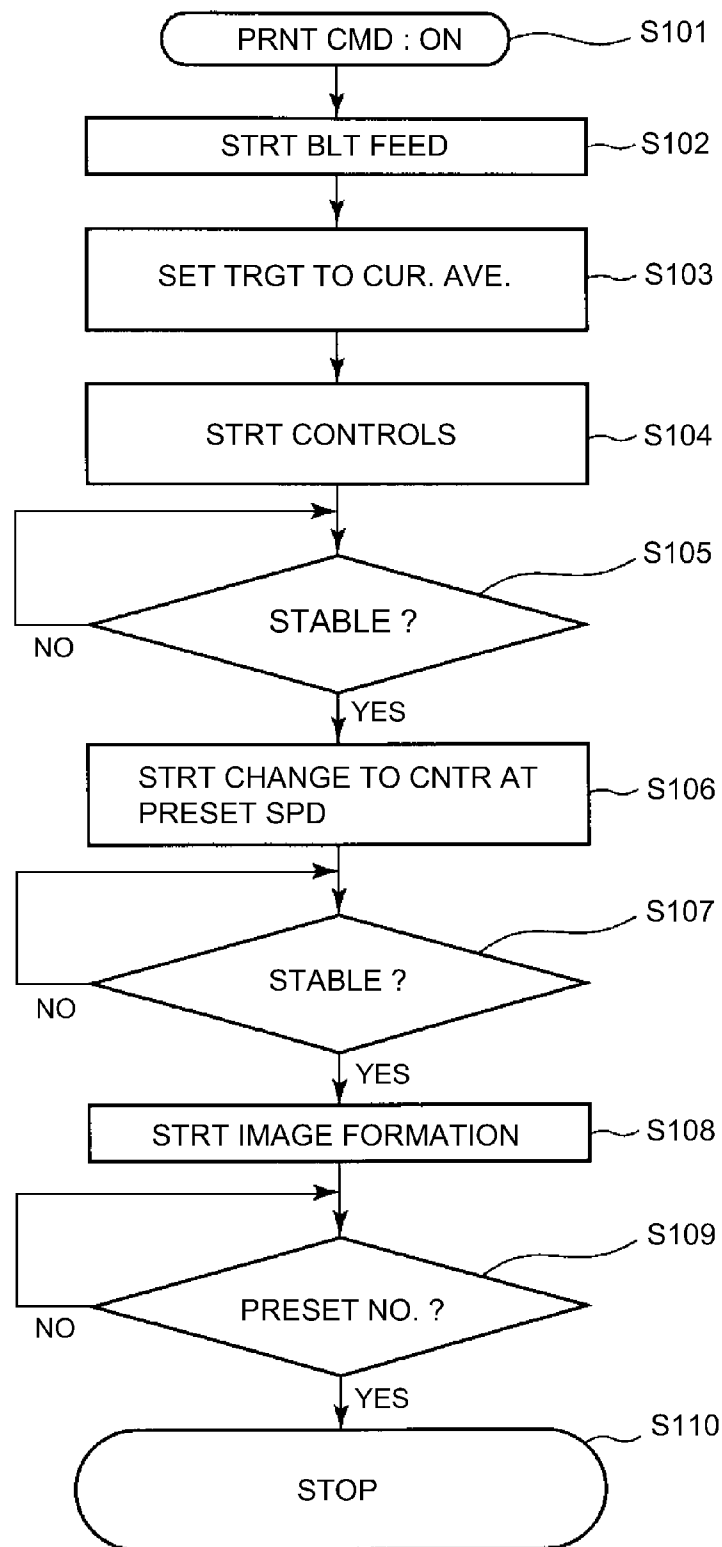 PRNT CMD : ON
S101
STRT BLT FEED
S102
SET TRGT TO CUR. AVE.
S103
STRT CONTROLS
S104
S105
STABLE ?
NO
YES
STRT CHANGE TO CNTR AT
PRESET SPD
S106
S107
STABLE ?
NO
YES
STRT IMAGE FORMATION
S108
S109
PRESET NO. ?
NO
YES
S110
STOP